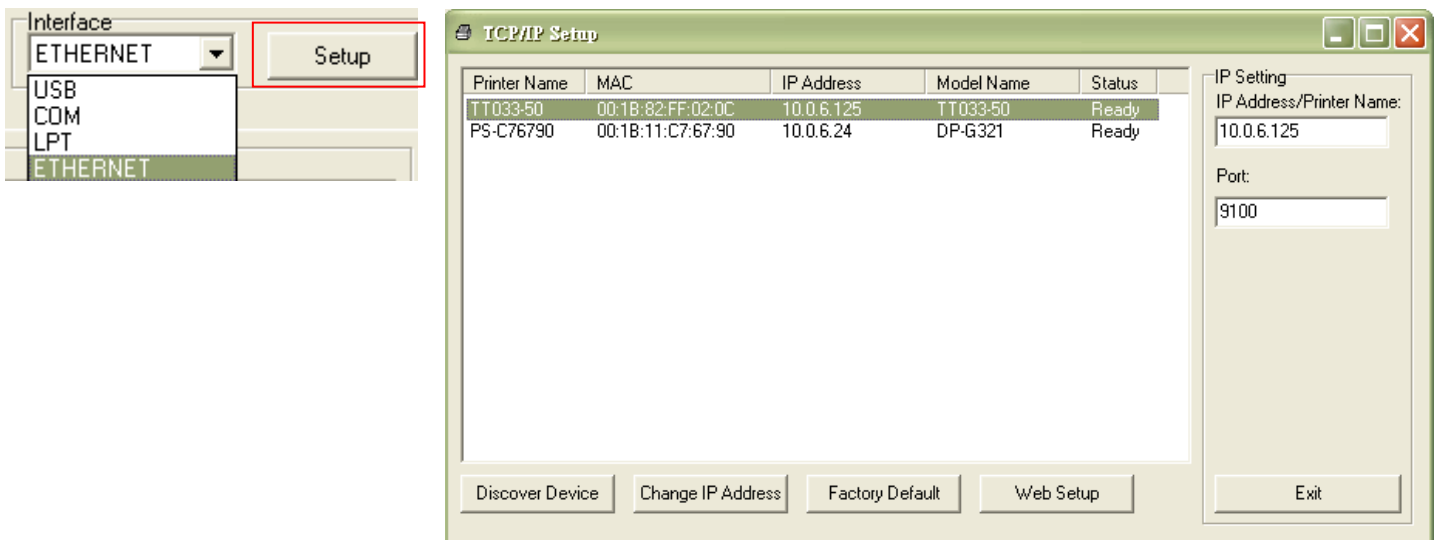 Interface
ETHERNET Setup
USB
COM
LPT
ETHERNET
TCP/IP Setup
Printer Name MAC IP Address Model Name Status
TT033-50 00:1B:82:FF:02:0C 10.0.6.125 TT033-50 Ready
PS-C76790 00:1B:11:C7:67:90 10.0.6.24 DP-G321 Ready
IP Setting
IP Address/Printer Name:
10.0.6.125
Port:
9100
Discover Device Change IP Address Factory Default Web Setup Exit